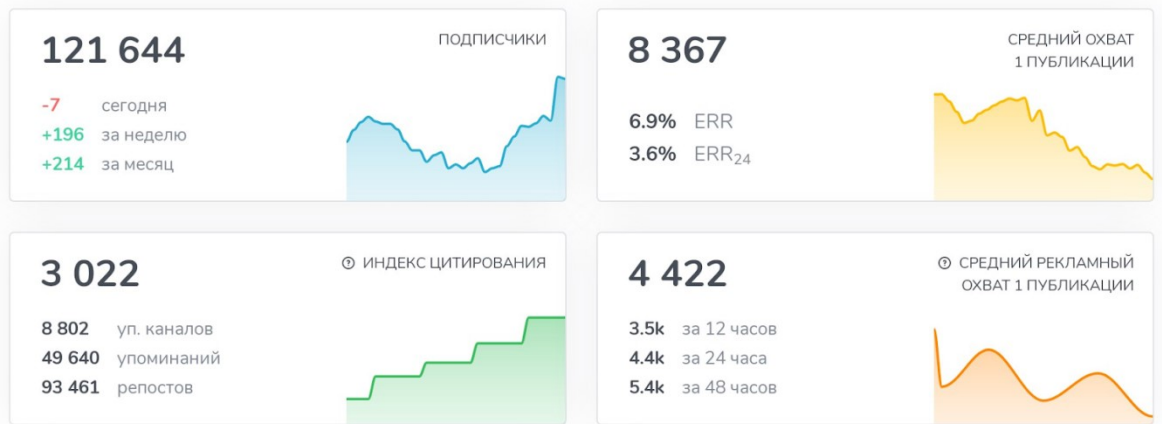 121 644
ПОДПИСЧИКИ
-7 сегодня
+196 за неделю
+214 за месяц
8 367
СРЕДНИЙ ОХВАТ
1 ПУБЛИКАЦИИ
6.9% ERR
3.6% ERR24
3 022
? ИНДЕКС ЦИТИРОВАНИЯ
8 802 уп. каналов
49 640 упоминаний
93 461 репостов
4 422
? СРЕДНИЙ РЕКЛАМНЫЙ
ОХВАТ 1 ПУБЛИКАЦИИ
3.5k за 12 часов
4.4k за 24 часа
5.4k за 48 часов